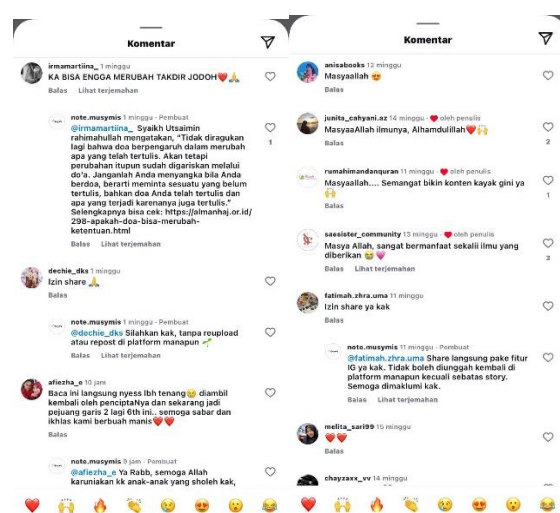 Komentar
irmamartiina_ 1 minggu
KA BISA ENGGA MERUBAH TAKDIR JODOH❤️🙏
Balas Lihat terjemahan
note.musymis 1 minggu · Pembuat
@irmamartiina_ Syaikh Utsaimin
rahimahullah mengatakan, "Tidak diragukan
lagi bahwa doa berpengaruh dalam merubah
apa yang telah tertulis. Akan tetapi
perubahan itupun sudah digariskan melalui
do'a. Janganlah Anda menyangka bila Anda
berdoa, berarti meminta sesuatu yang belum
tertulis, bahkan doa Anda telah tertulis dan
apa yang terjadi karenanya juga tertulis."
Selengkapnya bisa cek: https://almanhaj.or.id/
298-apakah-doa-bisa-merubah-
ketentuan.html
1
Balas Lihat terjemahan
dechie_dks 1 minggu
Izin share 🙏
Balas
note.musymis 1 minggu · Pembuat
@dochie_dks Silahkan kak, tanpa reupload
atau repost di platform manapun 🌱
Balas Lihat terjemahan
afiezha_e 10 jam
Baca ini langsung nyess lbh tenang🥹 diambil
kembali oleh penciptaNya dan sekarang jadi
pejuang garis 2 lagi 6th ini.. semoga sabar dan
ikhlas kami berbuah manis❤️❤️
Balas
note.musymis 9 jam · Pembuat
@afiezha_e Ya Rabb, semoga Allah
karuniakan kk anak-anak yang sholeh kak,
Komentar
anisabooks 12 minggu
Masyaallah 😍
Balas
junita_cahyani.az 14 minggu · ❤️ oleh penulis
MasyaaAllah ilmunya, Alhamdulillah❤️🙌
2
Balas
rumahimandanquran 11 minggu · ❤️ oleh penulis
Masyaallah.... Semangat bikin konten kayak gini ya
🙌
1
Balas
saesister_community 13 minggu · ❤️ oleh penulis
Masya Allah, sangat bermanfaat sekalii ilmu yang
diberikan 😭💗
3
Balas Lihat terjemahan
fatimah.zhra.uma 11 minggu
Izin share ya kak
Balas
note.musymis 11 minggu · Pembuat
@fatimah.zhra.uma Share langsung pake fitur
IG ya kak. Tidak boleh diunggah kembali di
platform manapun kecuali sebatas story.
Semoga dimaklumi kak.
Balas Lihat terjemahan
melita_sari99 15 minggu
❤️❤️
Balas
chayzaxx_vv 14 minggu